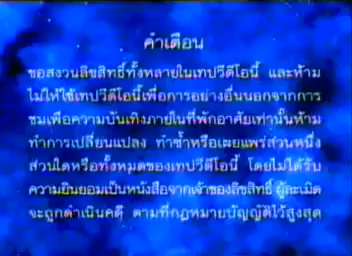 คำเตือน
ขอสงวนลิขสิทธิ์ทั้งหลายในเทปวีดีโอนี้ และห้าม
ไม่ให้ใช้เทปวีดีโอนี้เพื่อการอย่างอื่นนอกจากการ
ชมเพื่อความบันเทิงภายในที่พักอาศัยเท่านั้นห้าม
ทำการเปลี่ยนแปลง ทำซ้ำหรือเผยแพร่ส่วนหนึ่ง
ส่วนใดหรือทั้งหมดของเทปวีดีโอนี้ โดยไม่ได้รับ
ความยินยอมเป็นหนังสือจากเจ้าของลิขสิทธิ์ ผู้ละเมิด
จะถูกดำเนินคดี ตามที่กฎหมายบัญญัติไว้สูงสุด